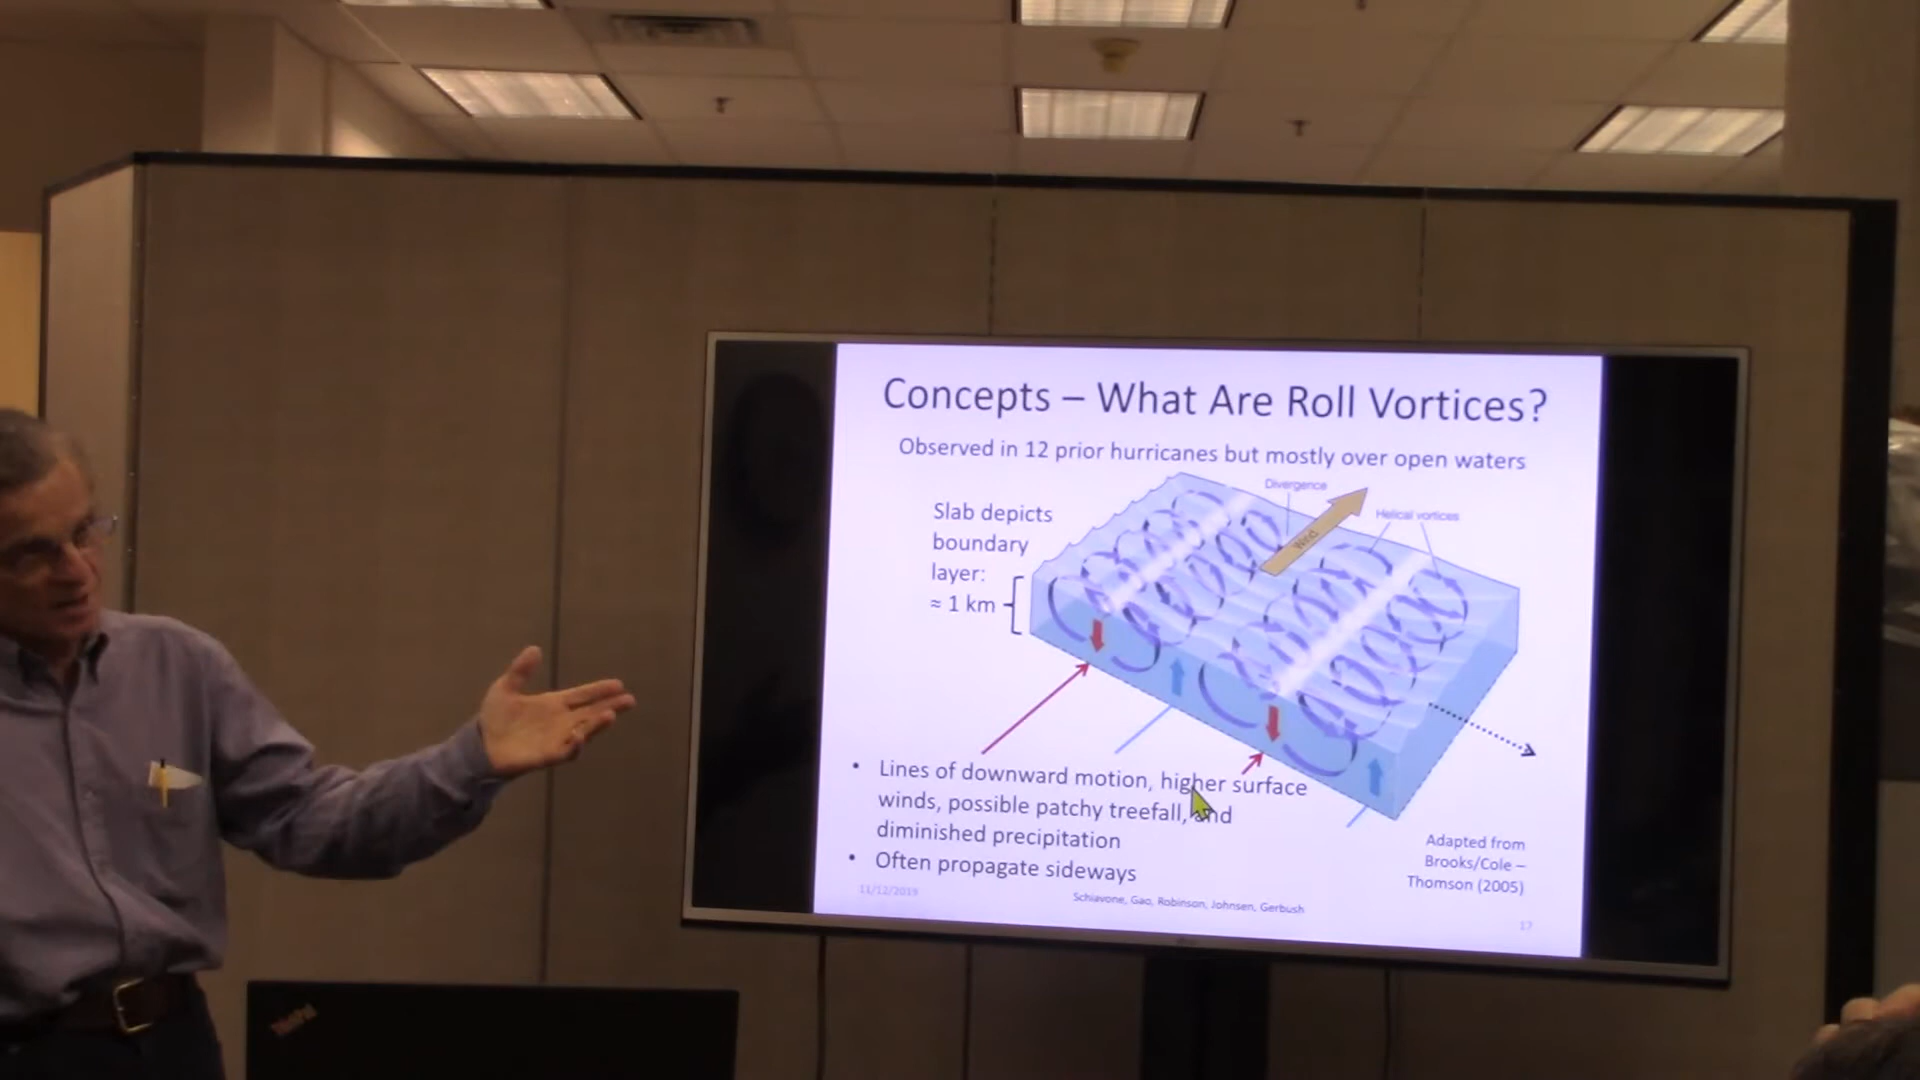 Concepts – What Are Roll Vortices?
Observed in 12 prior hurricanes but mostly over open waters
Divergence
Helical vortices
Wind
Slab depicts
boundary
layer:
≈ 1 km
• Lines of downward motion, higher surface
winds, possible patchy treefall, and
diminished precipitation
• Often propagate sideways
Adapted from
Brooks/Cole –
Thomson (2005)
11/12/2019
Schiavone, Gao, Robinson, Johnsen, Gerbush
17
ThinkPad